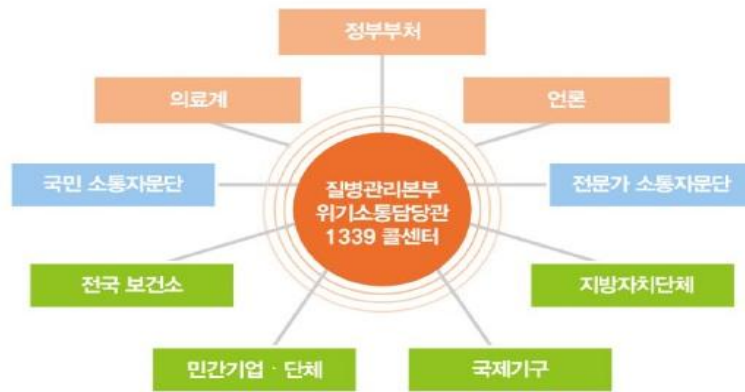 정부부처
의료계
언론
국민 소통자문단
질병관리본부
위기소통담당관
1339 콜센터
전문가 소통자문단
전국 보건소
지방자치단체
민간기업 · 단체
국제기구